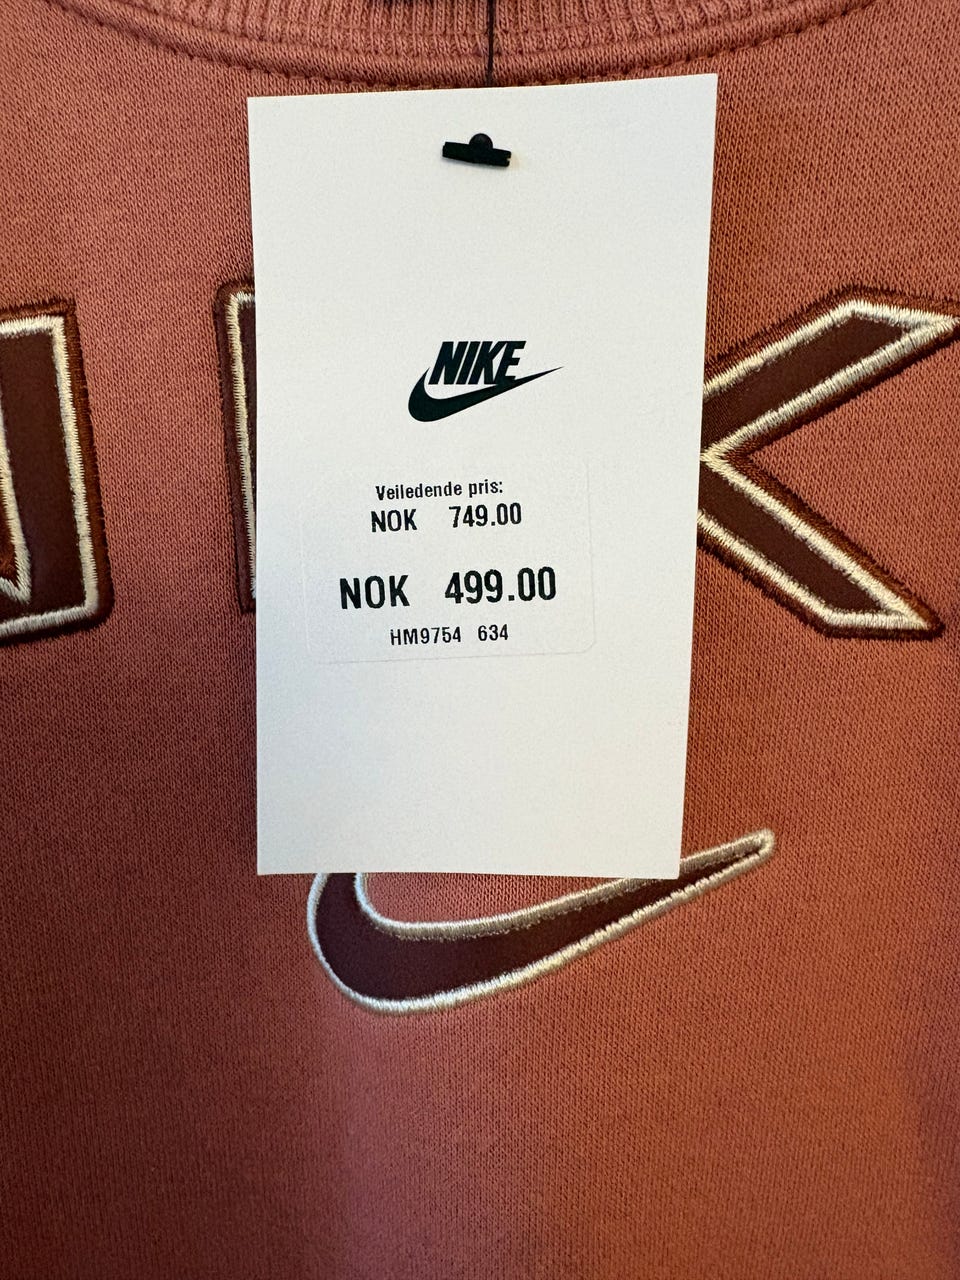 NIKE
Veiledende pris:
NOK 749.00
NOK 499.00
HM9754 634